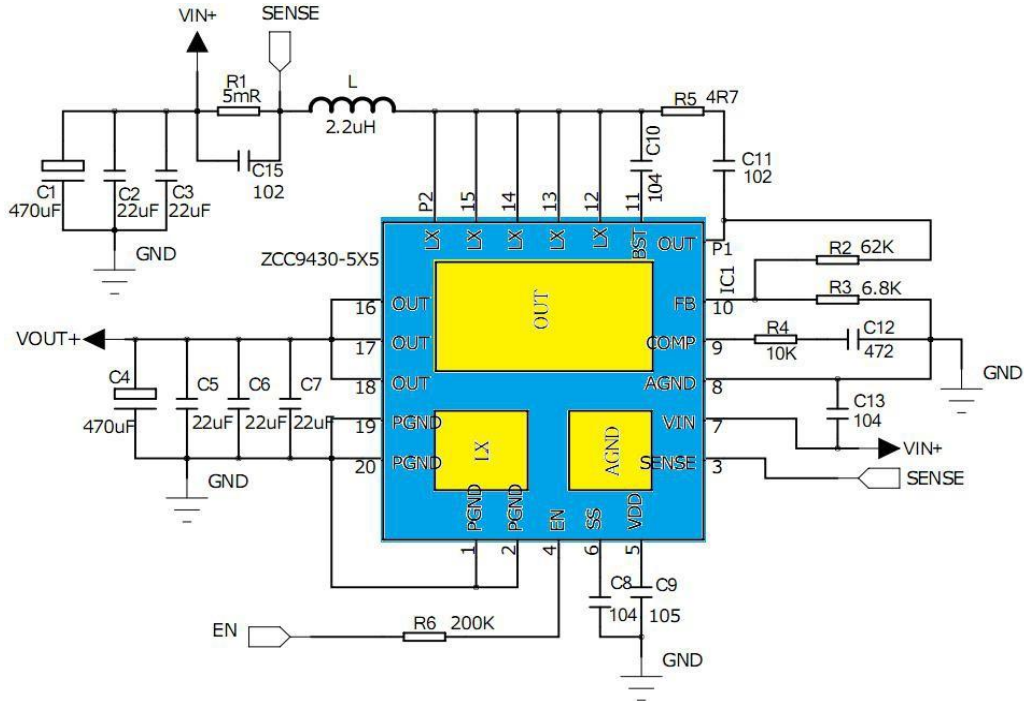 VIN+
SENSE
R1
5mR
L
2.2uH
R5 4R7
C1
470uF
C2
22uF
C3
22uF
C15
102
C10
104
C11
102
GND
P2
15
14
13
12
11
LX
LX
LX
LX
LX
BST
OUT
P1
ZCC9430-5X5
IC1
R2 62K
R3 6.8K
16
OUT
OUT
FB
10
VOUT+
17
OUT
COMP
9
R4
10K
C12
472
18
OUT
AGND
8
GND
C4
470uF
C5
22uF
C6
22uF
C7
22uF
19
PGND
LX
AGND
VIN
7
C13
104
VIN+
20
PGND
SENSE
3
SENSE
GND
PGND
PGND
EN
SS
VDD
1
2
4
6
5
C8
104
C9
105
EN
R6 200K
GND